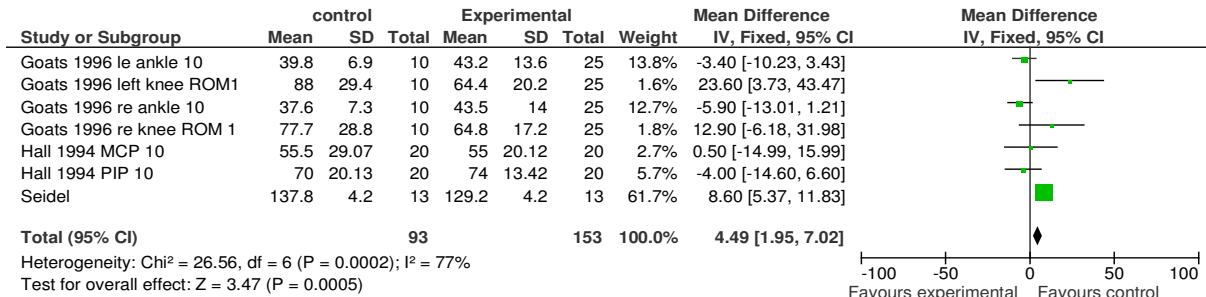 control Experimental Mean Difference Mean Difference
Study or Subgroup Mean SD Total Mean SD Total Weight IV, Fixed, 95% CI IV, Fixed, 95% CI
Goats 1996 le ankle 10 39.8 6.9 10 43.2 13.6 25 13.8% -3.40 [-10.23, 3.43]
Goats 1996 left knee ROM1 88 29.4 10 64.4 20.2 25 1.6% 23.60 [3.73, 43.47]
Goats 1996 re ankle 10 37.6 7.3 10 43.5 14 25 12.7% -5.90 [-13.01, 1.21]
Goats 1996 re knee ROM 1 77.7 28.8 10 64.8 17.2 25 1.8% 12.90 [-6.18, 31.98]
Hall 1994 MCP 10 55.5 29.07 20 55 20.12 20 2.7% 0.50 [-14.99, 15.99]
Hall 1994 PIP 10 70 20.13 20 74 13.42 20 5.7% -4.00 [-14.60, 6.60]
Seidel 137.8 4.2 13 129.2 4.2 13 61.7% 8.60 [5.37, 11.83]
Total (95% CI) 93 153 100.0% 4.49 [1.95, 7.02]
Heterogeneity: Chi² = 26.56, df = 6 (P = 0.0002); I² = 77%
Test for overall effect: Z = 3.47 (P = 0.0005)
-100 -50 0 50 100
Favours experimental Favours control